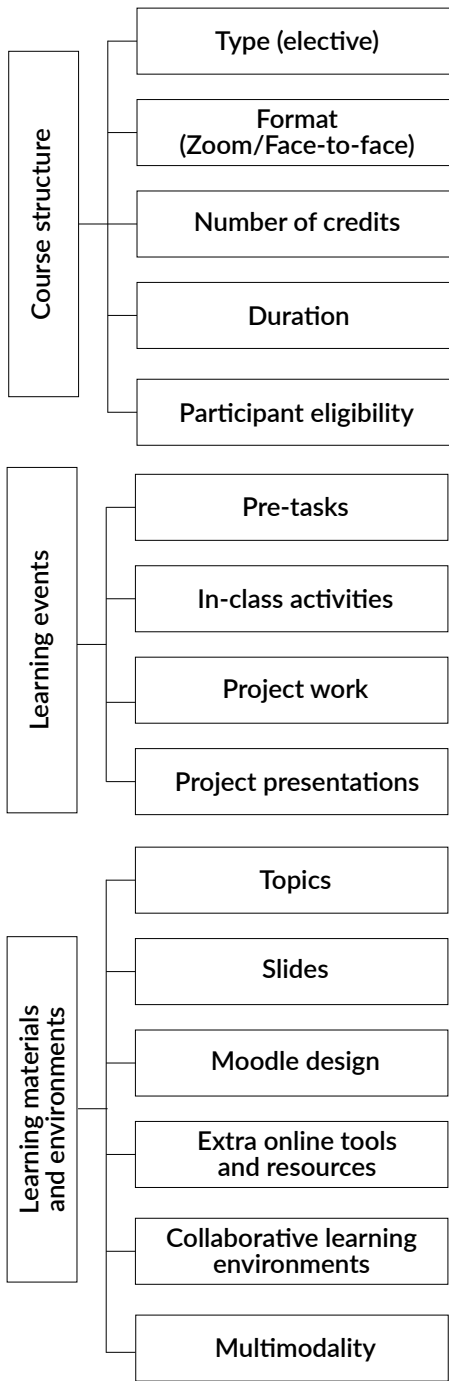 Course structure
Type (elective)
Format
(Zoom/Face-to-face)
Number of credits
Duration
Participant eligibility
Learning events
Pre-tasks
In-class activities
Project work
Project presentations
Learning materials
and environments
Topics
Slides
Moodle design
Extra online tools
and resources
Collaborative learning
environments
Multimodality